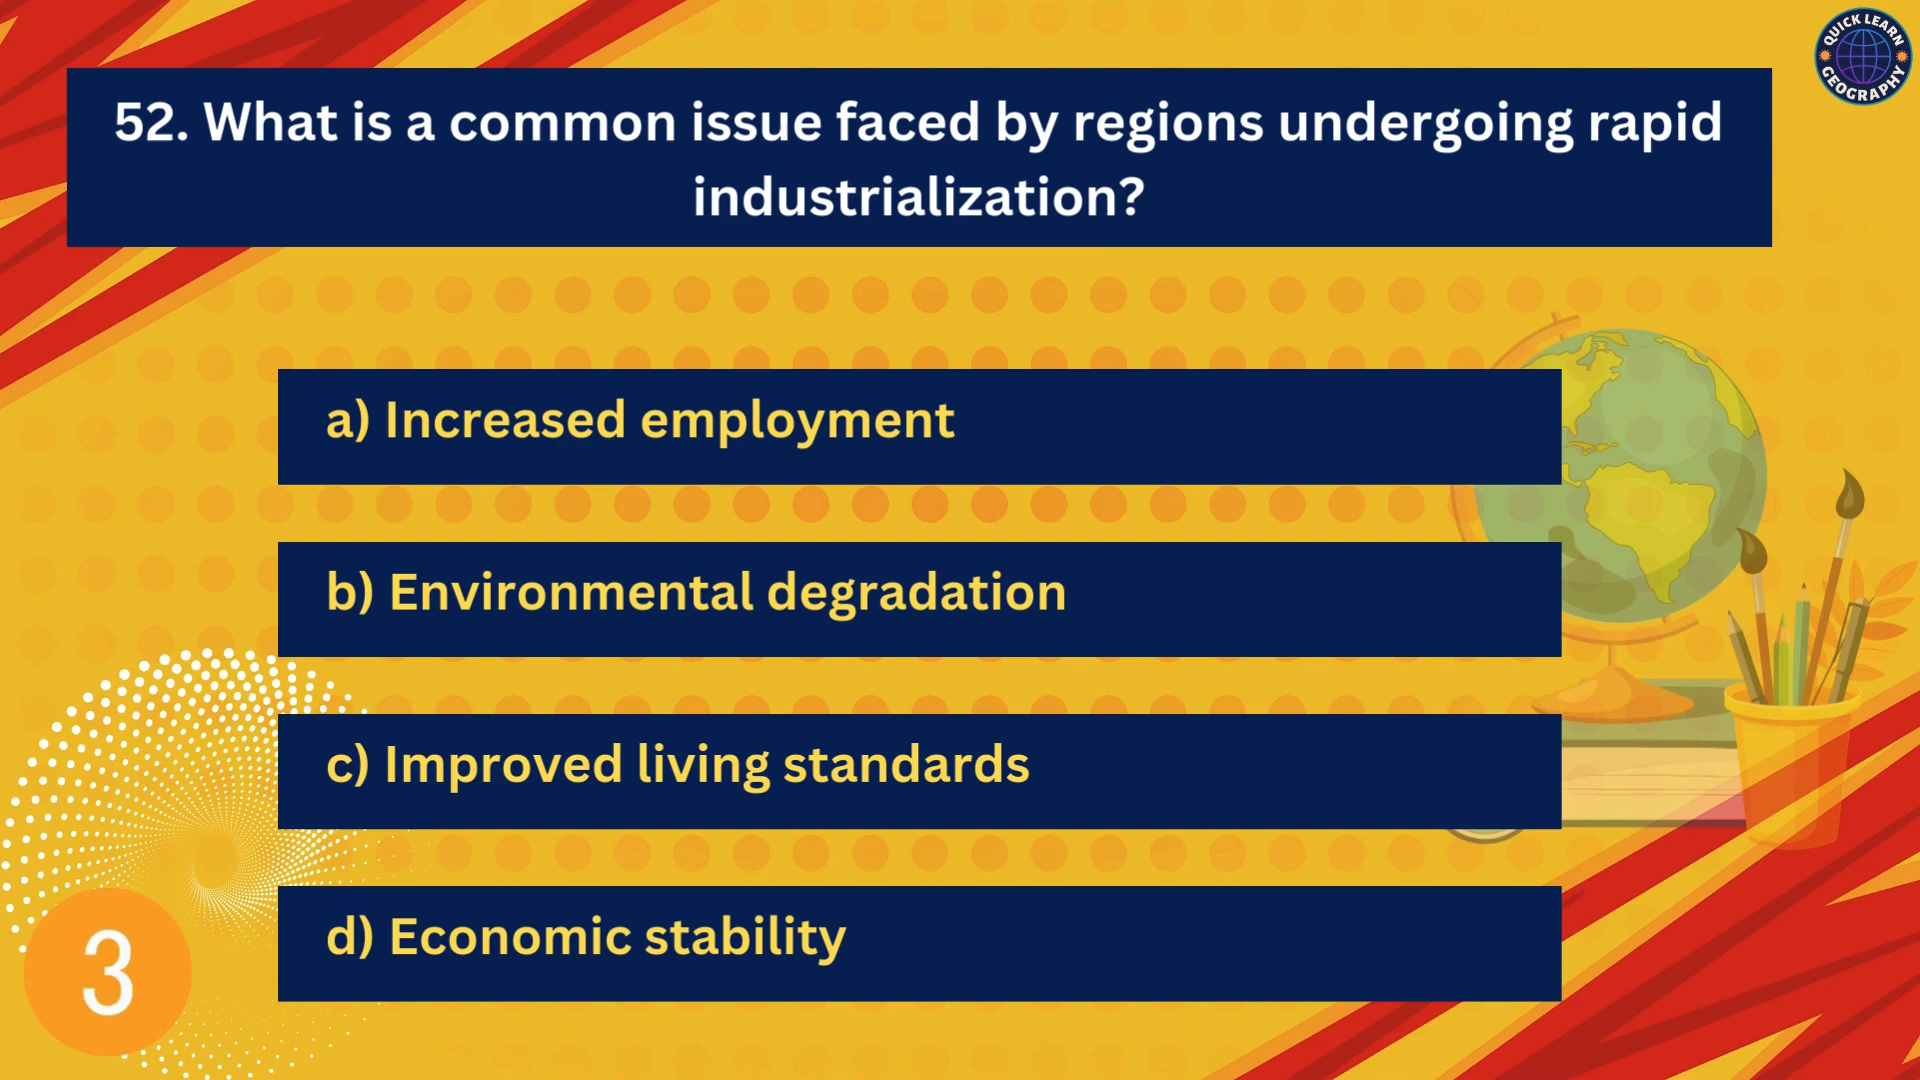 QUICK LEARN
GEOGRAPHY
52. What is a common issue faced by regions undergoing rapid
industrialization?
a) Increased employment
b) Environmental degradation
c) Improved living standards
d) Economic stability
3